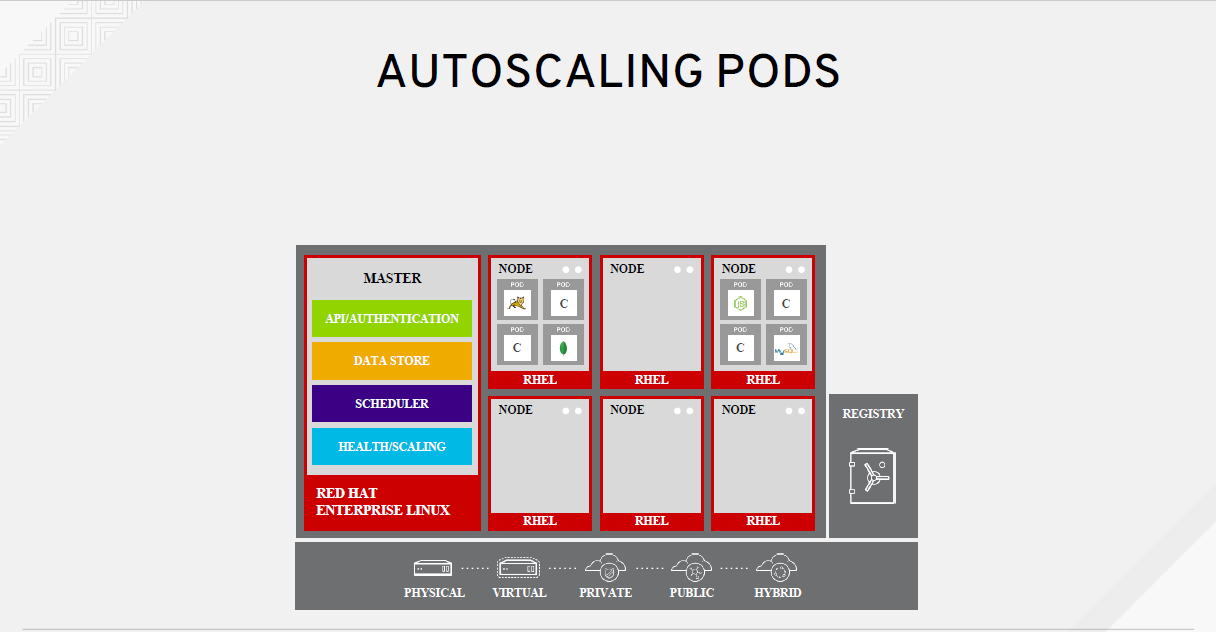 AUTOSCALING PODS
MASTER
API/AUTHENTICATION
DATA STORE
SCHEDULER
HEALTH/SCALING
RED HAT
ENTERPRISE LINUX
NODE
POD
POD
C
POD
POD
C
RHEL
NODE
RHEL
NODE
POD
POD
JS
C
POD
POD
C
MySQL
RHEL
NODE
RHEL
NODE
RHEL
NODE
RHEL
REGISTRY
PHYSICAL
VIRTUAL
PRIVATE
PUBLIC
HYBRID